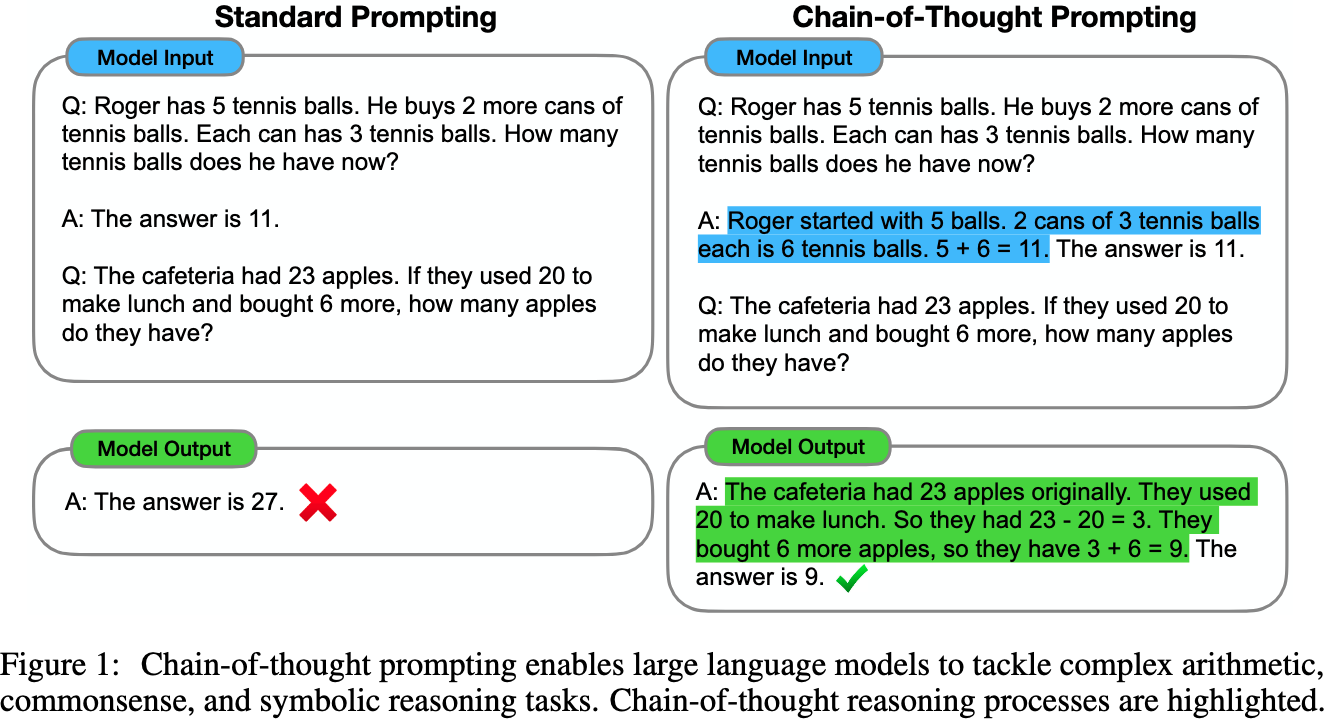 Standard Prompting
Model Input
Q: Roger has 5 tennis balls. He buys 2 more cans of
tennis balls. Each can has 3 tennis balls. How many
tennis balls does he have now?
A: The answer is 11.
Q: The cafeteria had 23 apples. If they used 20 to
make lunch and bought 6 more, how many apples
do they have?
Model Output
A: The answer is 27.
Chain-of-Thought Prompting
Model Input
Q: Roger has 5 tennis balls. He buys 2 more cans of
tennis balls. Each can has 3 tennis balls. How many
tennis balls does he have now?
A: Roger started with 5 balls. 2 cans of 3 tennis balls
each is 6 tennis balls. 5 + 6 = 11. The answer is 11.
Q: The cafeteria had 23 apples. If they used 20 to
make lunch and bought 6 more, how many apples
do they have?
Model Output
A: The cafeteria had 23 apples originally. They used
20 to make lunch. So they had 23 - 20 = 3. They
bought 6 more apples, so they have 3 + 6 = 9. The
answer is 9.
Figure 1: Chain-of-thought prompting enables large language models to tackle complex arithmetic,
commonsense, and symbolic reasoning tasks. Chain-of-thought reasoning processes are highlighted.